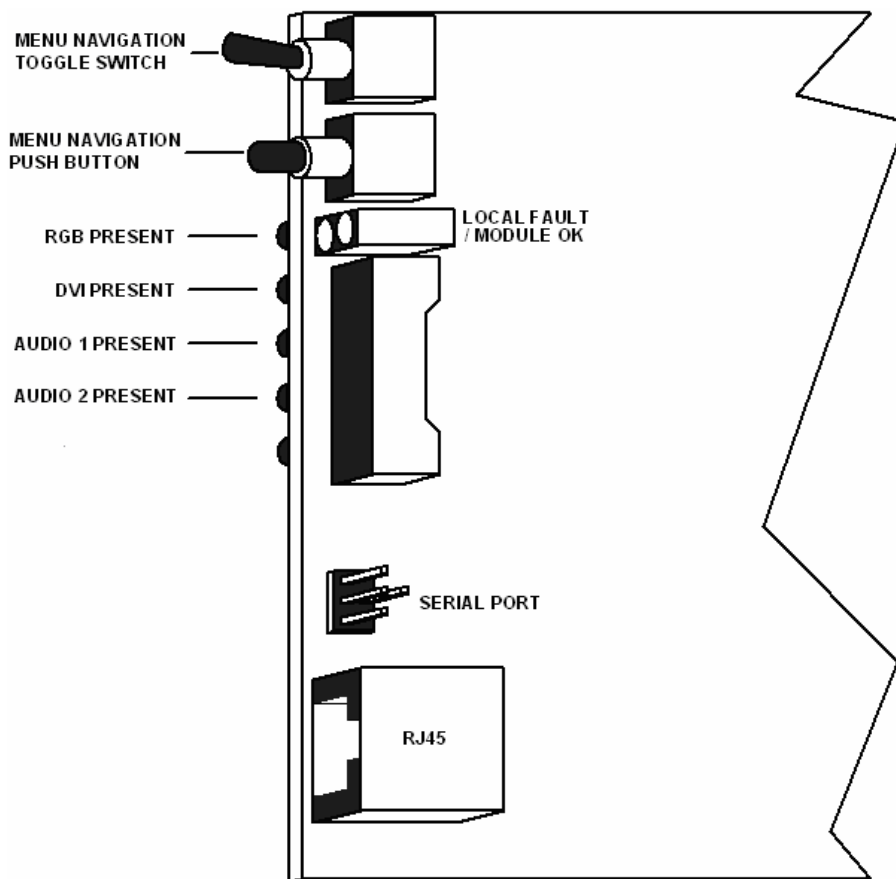 MENU NAVIGATION
TOGGLE SWITCH
MENU NAVIGATION
PUSH BUTTON
LOCAL FAULT
/ MODULE OK
RGB PRESENT
DVI PRESENT
AUDIO 1 PRESENT
AUDIO 2 PRESENT
SERIAL PORT
RJ45